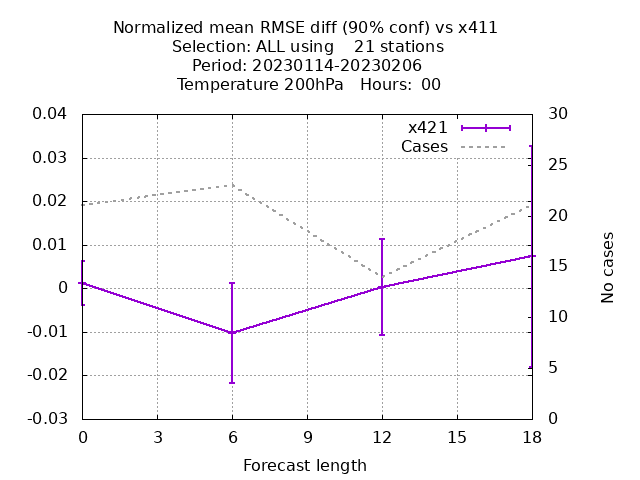 Normalized mean RMSE diff (90% conf) vs x411
Selection: ALL using    21 stations
Period: 20230114-20230206
Temperature 200hPa   Hours: 00
0.04
0.03
0.02
0.01
0
-0.01
-0.02
-0.03
30
25
20
15
10
5
0
x421
Cases
No cases
0
3
6
9
12
15
18
Forecast length